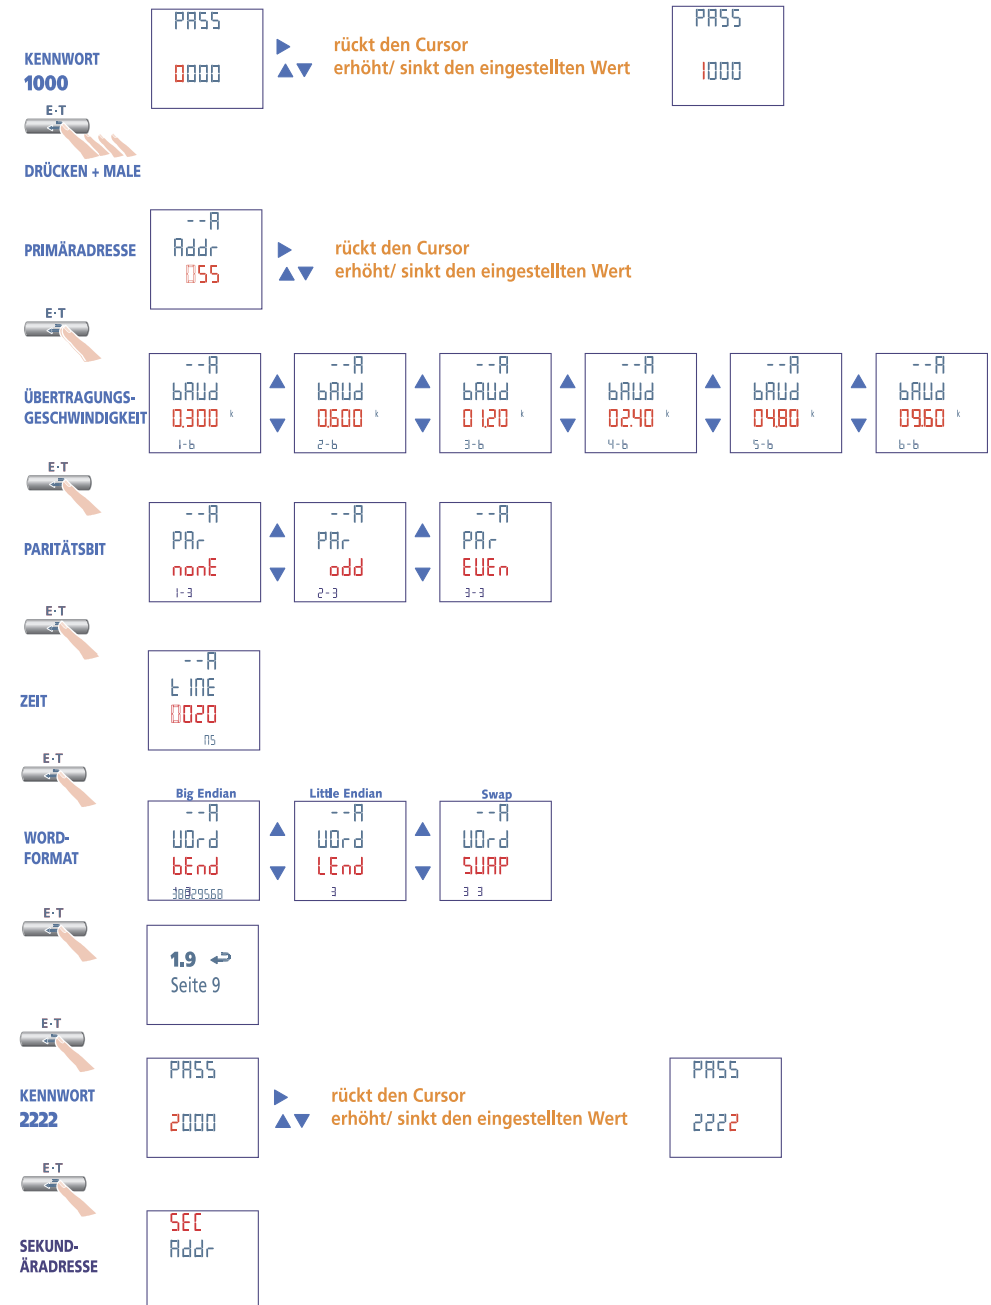 PASS
PASS
KENNWORT
1000
rückt den Cursor
erhöht/ sinkt den eingestellten Wert
0000
1000
E·T
DRÜCKEN + MALE
PRIMÄRADRESSE
--A
Addr
055
rückt den Cursor
erhöht/ sinkt den eingestellten Wert
E·T
ÜBERTRAGUNGS-
GESCHWINDIGKEIT
--A
bAUd
0.300 k
1-6
--A
bAUd
0.600 k
2-6
--A
bAUd
01.20 k
3-6
--A
bAUd
02.40 k
4-6
--A
bAUd
04.80 k
5-6
--A
bAUd
09.60 k
6-6
E·T
PARITÄTSBIT
--A
PAr
nonE
1-3
--A
PAr
odd
2-3
--A
PAr
EUEn
3-3
E·T
ZEIT
--A
tIME
0020
MS
E·T
WORD-
FORMAT
Big Endian
--A
UOrd
bEnd
Little Endian
--A
UOrd
LEnd
3
Swap
--A
UOrd
SUAP
3 3
E·T
1.9
Seite 9
E·T
KENNWORT
2222
PASS
2000
rückt den Cursor
erhöht/ sinkt den eingestellten Wert
PASS
2222
E·T
SEKUND-
ÄRADRESSE
SEC
Addr